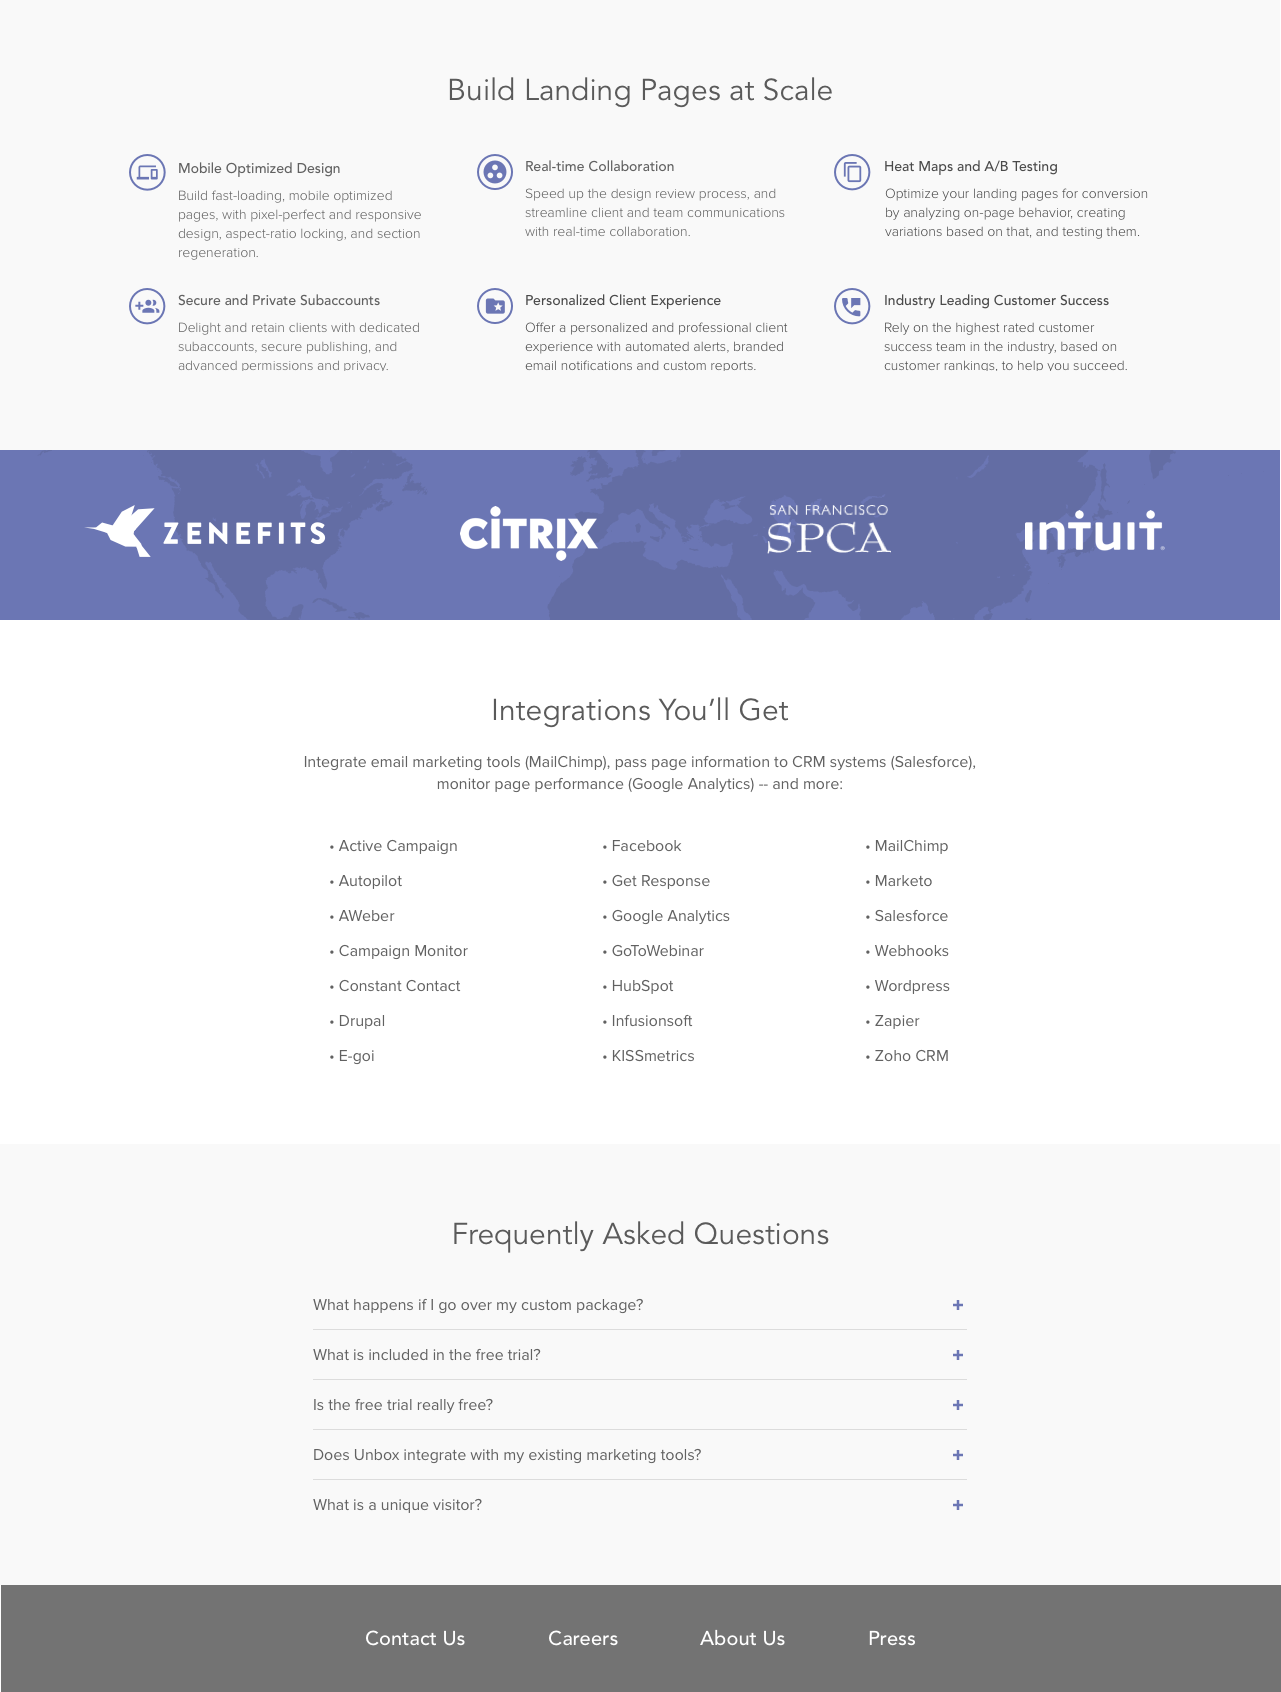 Build Landing Pages at Scale
Mobile Optimized Design
Build fast-loading, mobile optimized
pages, with pixel-perfect and responsive
design, aspect-ratio locking, and section
regeneration.
Real-time Collaboration
Speed up the design review process, and
streamline client and team communications
with real-time collaboration.
Heat Maps and A/B Testing
Optimize your landing pages for conversion
by analyzing on-page behavior, creating
variations based on that, and testing them.
Secure and Private Subaccounts
Delight and retain clients with dedicated
subaccounts, secure publishing, and
advanced permissions and privacy.
Personalized Client Experience
Offer a personalized and professional client
experience with automated alerts, branded
email notifications and custom reports.
Industry Leading Customer Success
Rely on the highest rated customer
success team in the industry, based on
customer rankings, to help you succeed.
ZENEFITS
CiTRIX
SAN FRANCISCO
SPCA
intuit
Integrations You’ll Get
Integrate email marketing tools (MailChimp), pass page information to CRM systems (Salesforce),
monitor page performance (Google Analytics) -- and more:
• Active Campaign
• Autopilot
• AWeber
• Campaign Monitor
• Constant Contact
• Drupal
• E-goi
• Facebook
• Get Response
• Google Analytics
• GoToWebinar
• HubSpot
• Infusionsoft
• KISSmetrics
• MailChimp
• Marketo
• Salesforce
• Webhooks
• Wordpress
• Zapier
• Zoho CRM
Frequently Asked Questions
What happens if I go over my custom package?
What is included in the free trial?
Is the free trial really free?
Does Unbox integrate with my existing marketing tools?
What is a unique visitor?
Contact Us
Careers
About Us
Press